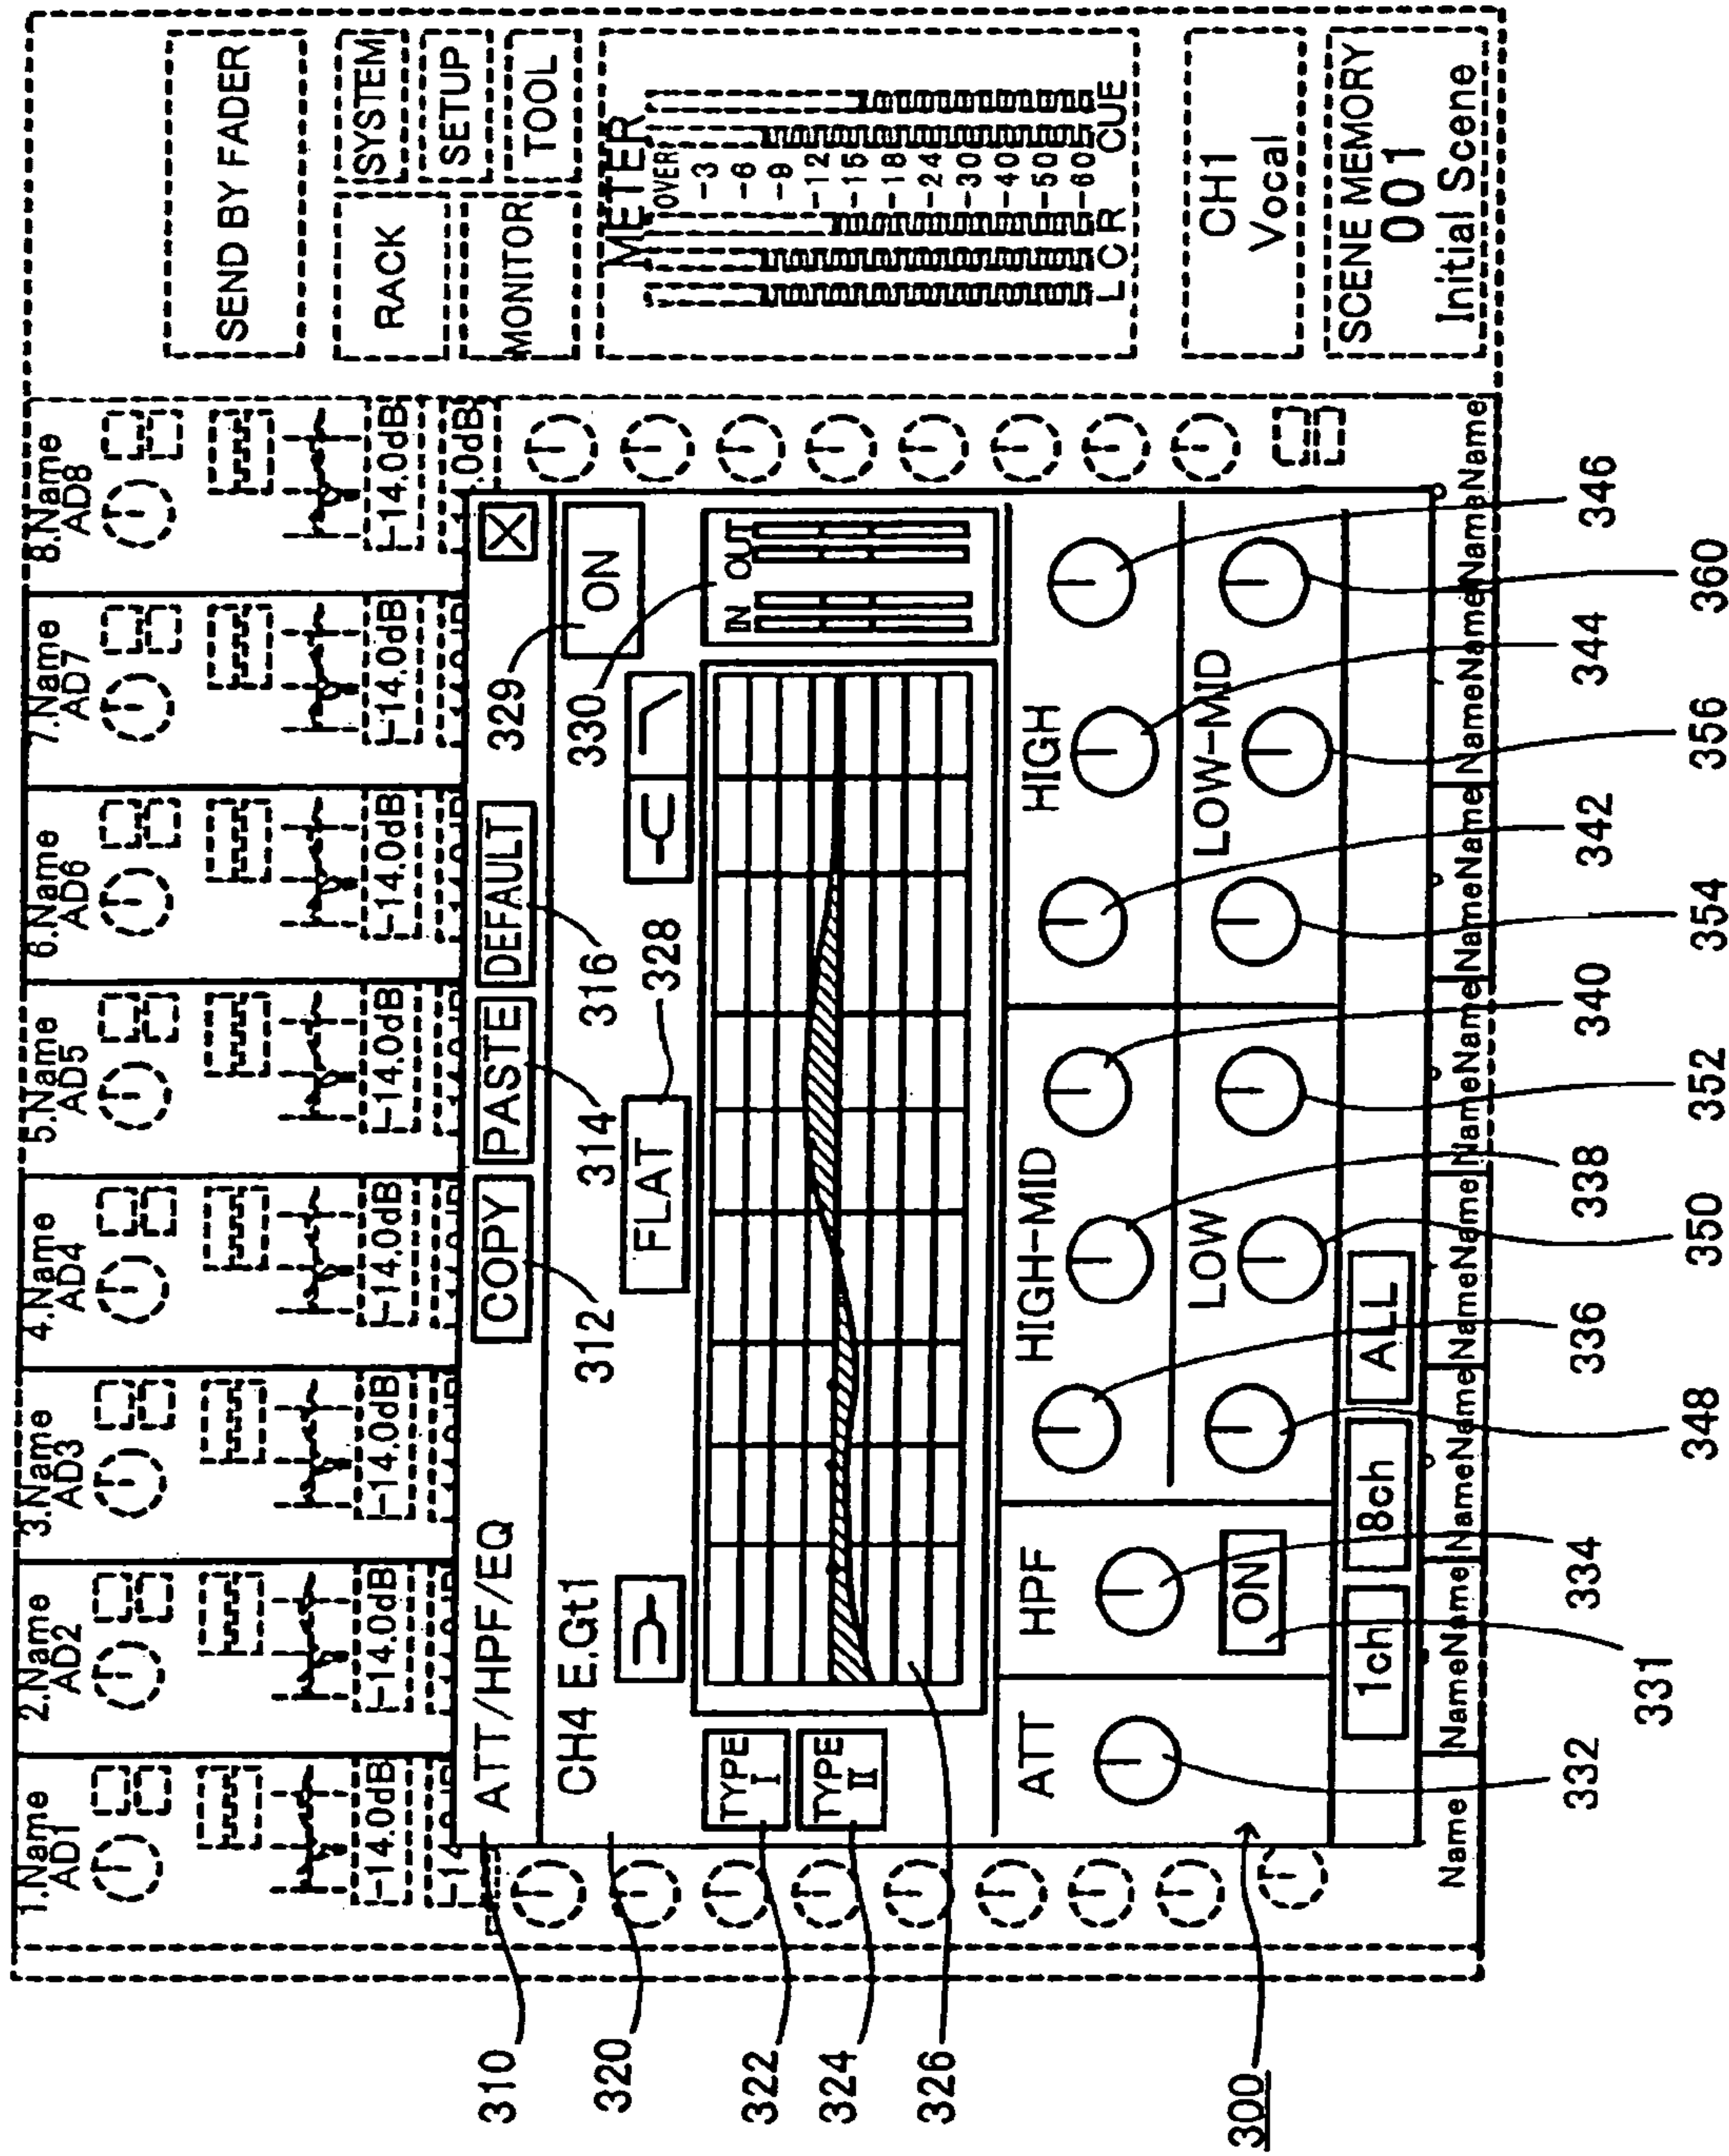 1.Name 2.Name 3.Name 4.Name 5.Name 6.Name 7.Name 8.Name
AD1 AD2 AD3 AD4 AD5 AD6 AD7 AD8
-14.0dB -14.0dB -14.0dB -14.0dB -14.0dB -14.0dB -14.0dB -14.0dB
.0dB
SEND BY FADER
RACK SYSTEM
SETUP
MONITOR TOOL
METER
OVER
-3
-6
-9
-12
-15
-18
-24
-30
-40
-50
-60
L C R CUE
CH1
Vocal
SCENE MEMORY
001
Initial Scene
310 ATT/HPF/EQ COPY PASTE DEFAULT X
312 314 316 329 ON
320 CH4 E.Gt1 FLAT 328 330
IN OUT
322 TYPE I
324 TYPE II
326
ATT HPF HIGH-MID HIGH
ON LOW LOW-MID
300
1ch 8ch ALL
Name Name Name Name Name Name Name Name Name Name Name Name Name Name Name Name
332 334 336 338 340 342 344 346
331 348 350 352 354 356 360